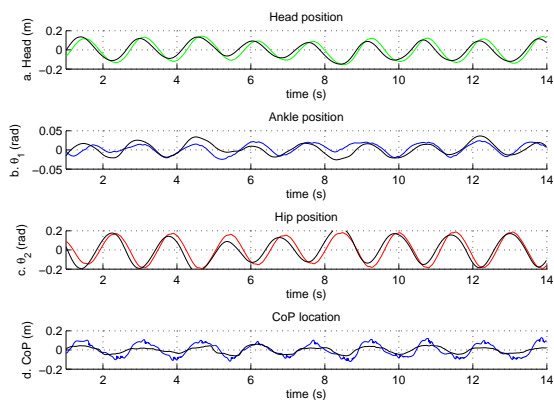 Head position
a. Head (m)
0.2
0
−0.2
2 4 6 8 10 12 14
time (s)
Ankle position
b. θ1 (rad)
0.05
0
−0.05
2 4 6 8 10 12 14
time (s)
Hip position
c. θ2 (rad)
0.2
0
−0.2
2 4 6 8 10 12 14
time (s)
CoP location
d. CoP (m)
0.2
0
−0.2
2 4 6 8 10 12 14
time (s)